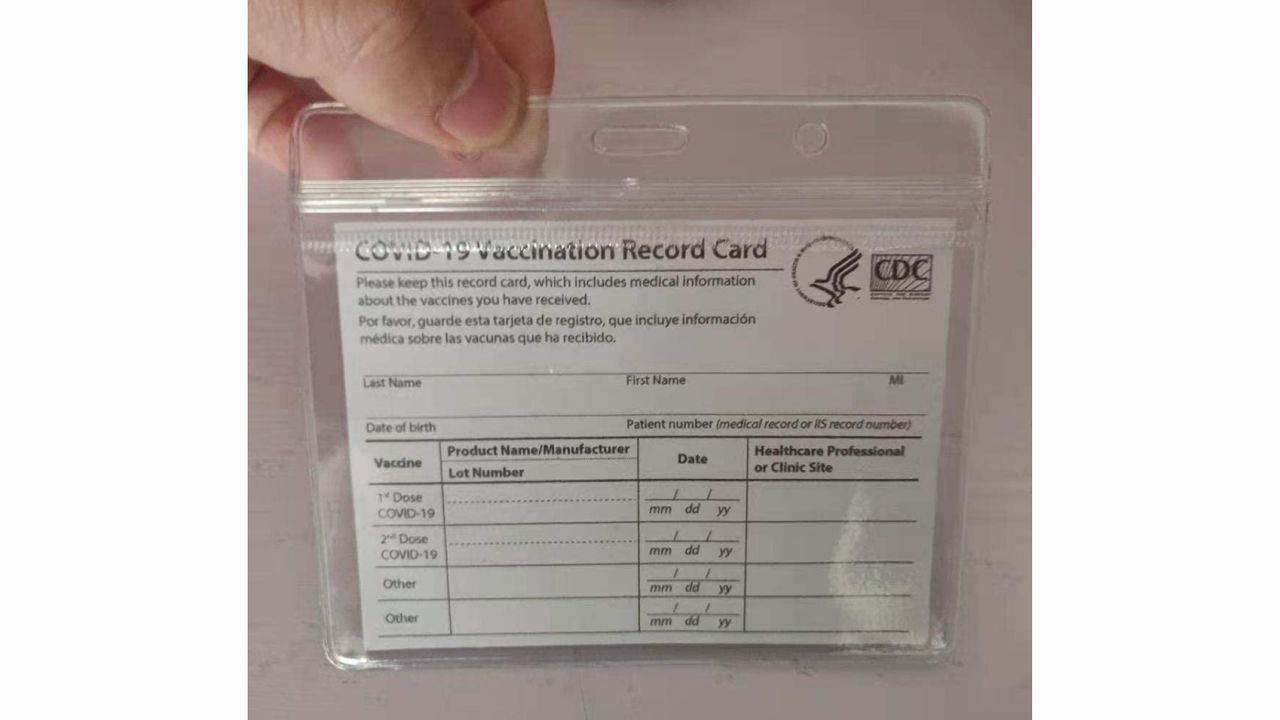 COVID-19 Vaccination Record Card
Please keep this record card, which includes medical information
about the vaccines you have received.
Por favor, guarde esta tarjeta de registro, que incluye información
médica sobre las vacunas que ha recibido.
CDC
Last Name First Name MI
Date of birth Patient number (medical record or IIS record number)
Vaccine Product Name/Manufacturer Date Healthcare Professional
Lot Number or Clinic Site
1st Dose
COVID-19
/ /
mm dd yy
2nd Dose
COVID-19
/ /
mm dd yy
Other
/ /
mm dd yy
Other
/ /
mm dd yy